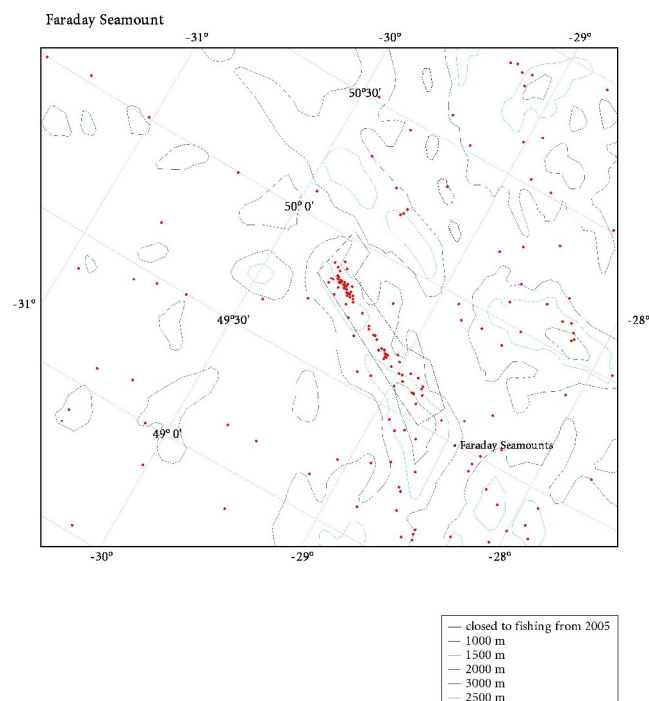 Faraday Seamount
-31°
-30°
-29°
50°30'
50° 0'
-31°
49°30'
-28°
49° 0'
Faraday Seamounts
-30°
-29°
-28°
closed to fishing from 2005
1000 m
1500 m
2000 m
3000 m
2500 m